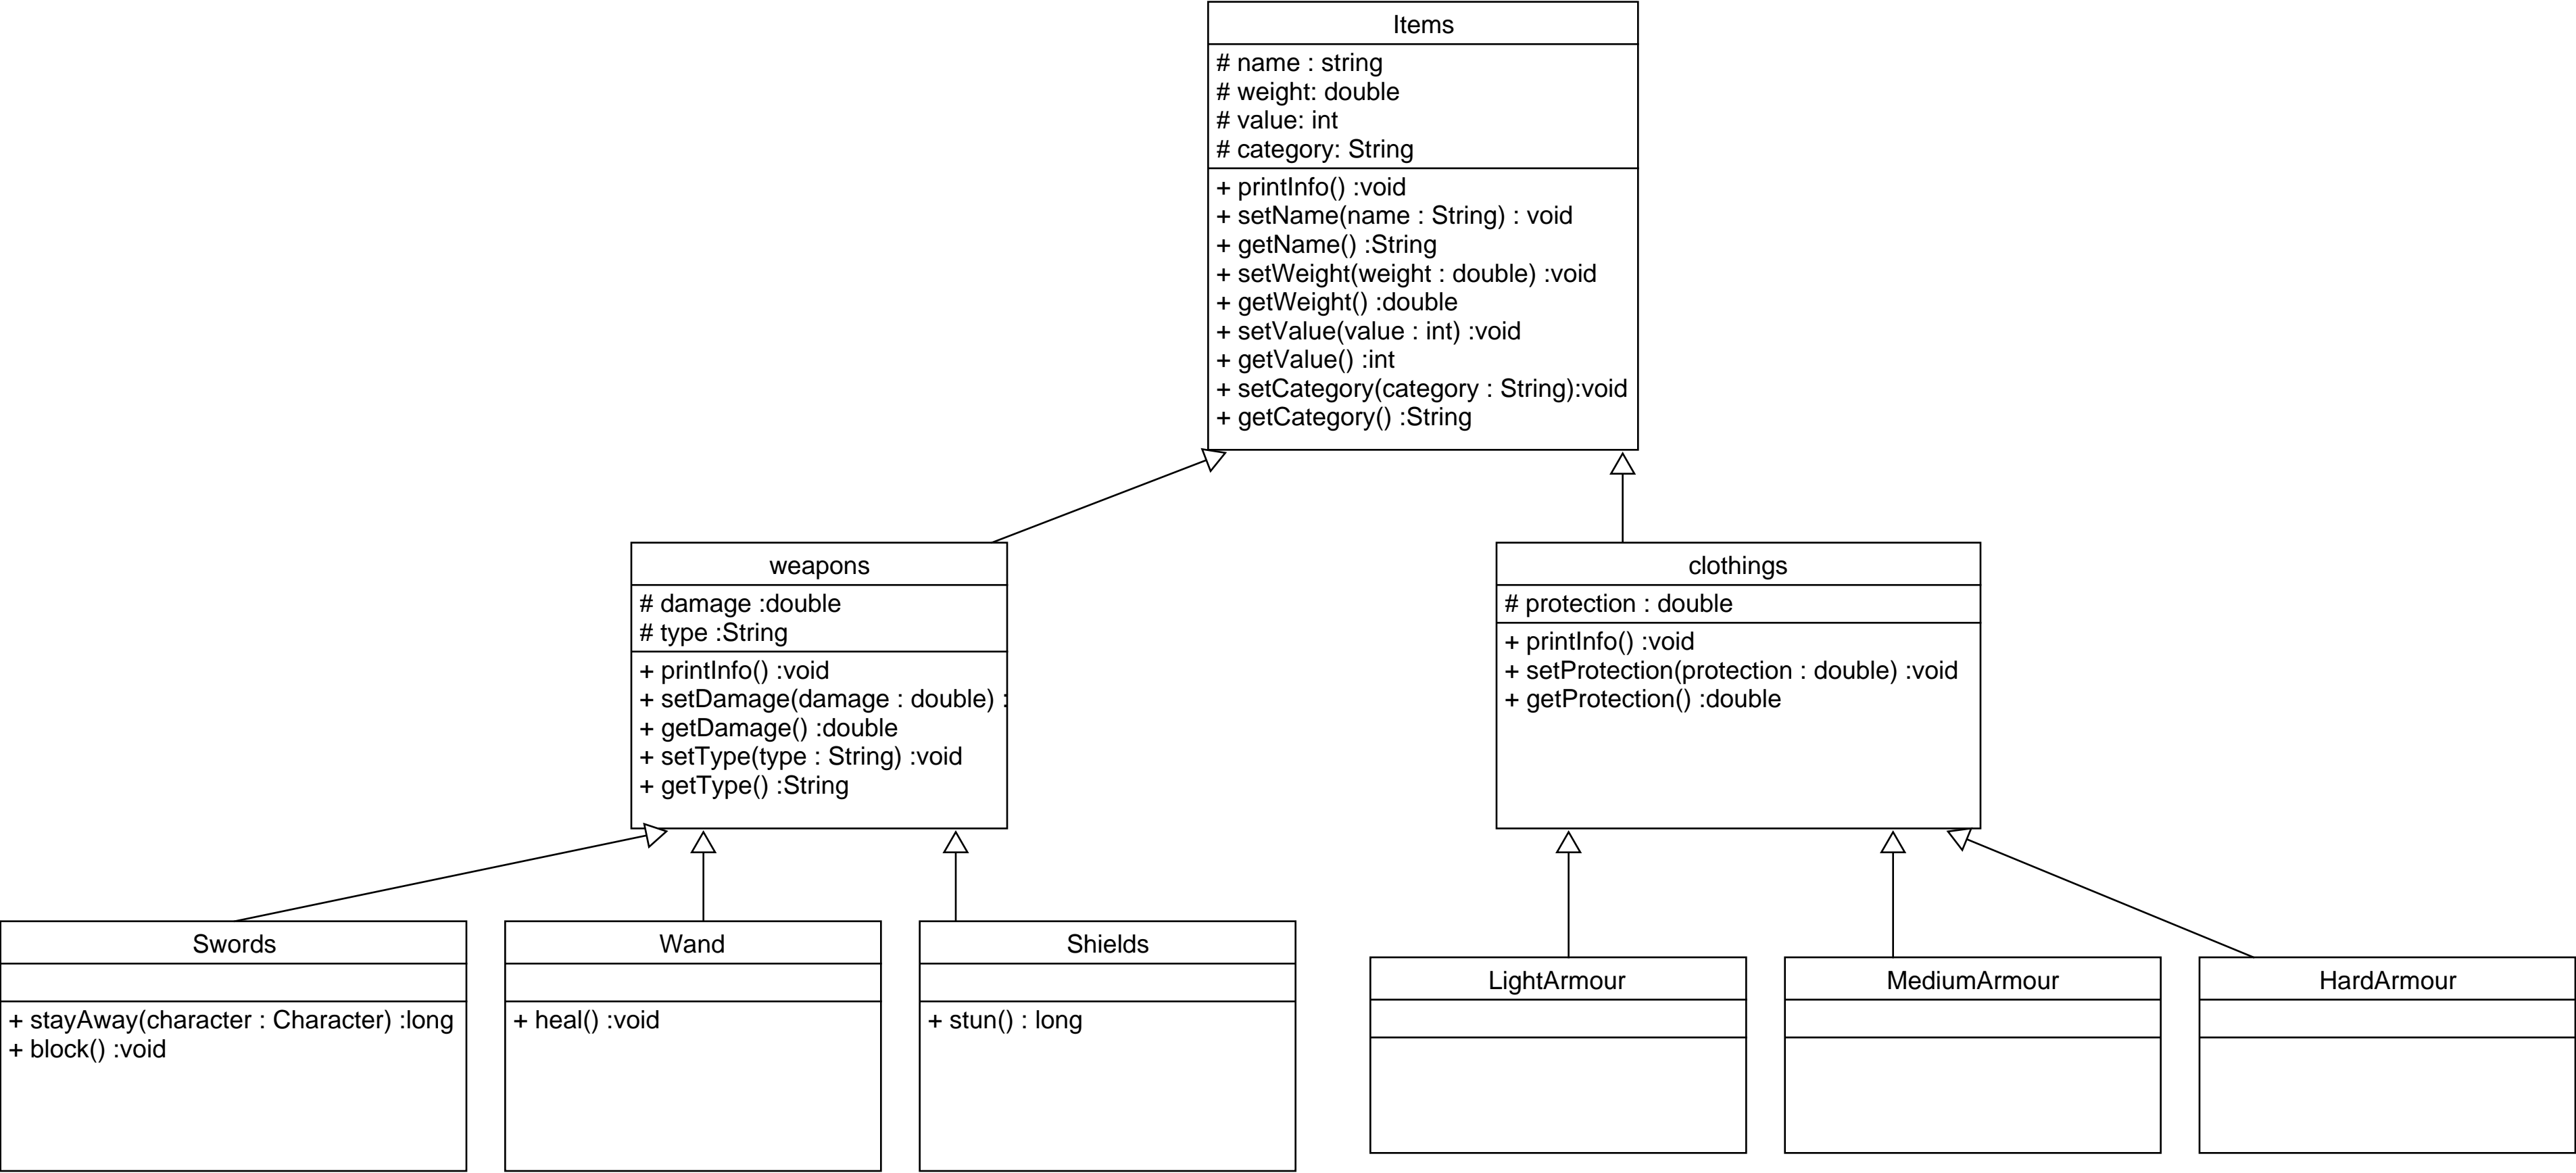 Items
# name : string
# weight: double
# value: int
# category: String
+ printInfo() :void
+ setName(name : String) : void
+ getName() :String
+ setWeight(weight : double) :void
+ getWeight() :double
+ setValue(value : int) :void
+ getValue() :int
+ setCategory(category : String):void
+ getCategory() :String
weapons
# damage :double
# type :String
+ printInfo() :void
+ setDamage(damage : double) :
+ getDamage() :double
+ setType(type : String) :void
+ getType() :String
clothings
# protection : double
+ printInfo() :void
+ setProtection(protection : double) :void
+ getProtection() :double
Swords
+ stayAway(character : Character) :long
+ block() :void
Wand
+ heal() :void
Shields
+ stun() : long
LightArmour
MediumArmour
HardArmour